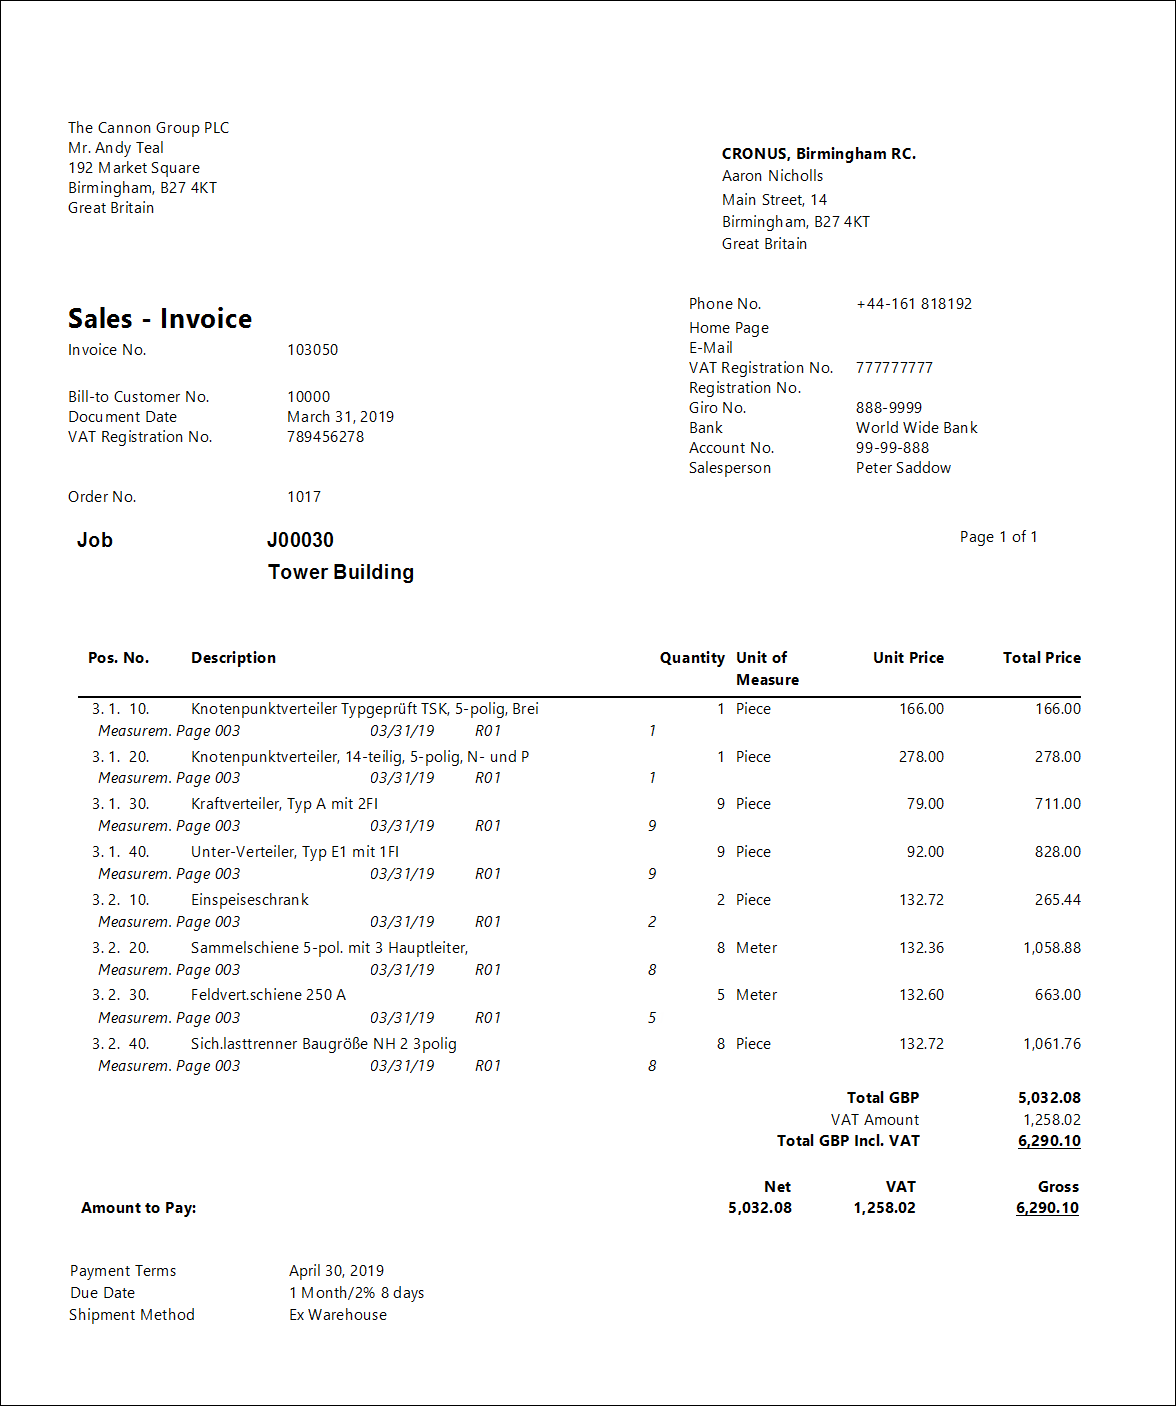 The Cannon Group PLC
Mr. Andy Teal
192 Market Square
Birmingham, B27 4KT
Great Britain
CRONUS, Birmingham RC.
Aaron Nicholls
Main Street, 14
Birmingham, B27 4KT
Great Britain
Sales - Invoice
Invoice No. 103050
Bill-to Customer No. 10000
Document Date March 31, 2019
VAT Registration No. 789456278
Order No. 1017
Phone No. +44-161 818192
Home Page
E-Mail
VAT Registration No. 777777777
Registration No.
Giro No. 888-9999
Bank World Wide Bank
Account No. 99-99-888
Salesperson Peter Saddow
Job J00030
Tower Building
Page 1 of 1
Pos. No. Description Quantity Unit of Measure Unit Price Total Price
3. 1. 10. Knotenpunktverteiler Typgeprüft TSK, 5-polig, Brei 1 Piece 166.00 166.00
Measurem. Page 003 03/31/19 R01 1
3. 1. 20. Knotenpunktverteiler, 14-teilig, 5-polig, N- und P 1 Piece 278.00 278.00
Measurem. Page 003 03/31/19 R01 1
3. 1. 30. Kraftverteiler, Typ A mit 2FI 9 Piece 79.00 711.00
Measurem. Page 003 03/31/19 R01 9
3. 1. 40. Unter-Verteiler, Typ E1 mit 1FI 9 Piece 92.00 828.00
Measurem. Page 003 03/31/19 R01 9
3. 2. 10. Einspeiseschrank 2 Piece 132.72 265.44
Measurem. Page 003 03/31/19 R01 2
3. 2. 20. Sammelschiene 5-pol. mit 3 Hauptleiter, 8 Meter 132.36 1,058.88
Measurem. Page 003 03/31/19 R01 8
3. 2. 30. Feldvert.schiene 250 A 5 Meter 132.60 663.00
Measurem. Page 003 03/31/19 R01 5
3. 2. 40. Sich.lasttrenner Baugröße NH 2 3polig 8 Piece 132.72 1,061.76
Measurem. Page 003 03/31/19 R01 8
Total GBP 5,032.08
VAT Amount 1,258.02
Total GBP Incl. VAT 6,290.10
Net VAT Gross
Amount to Pay: 5,032.08 1,258.02 6,290.10
Payment Terms April 30, 2019
Due Date 1 Month/2% 8 days
Shipment Method Ex Warehouse